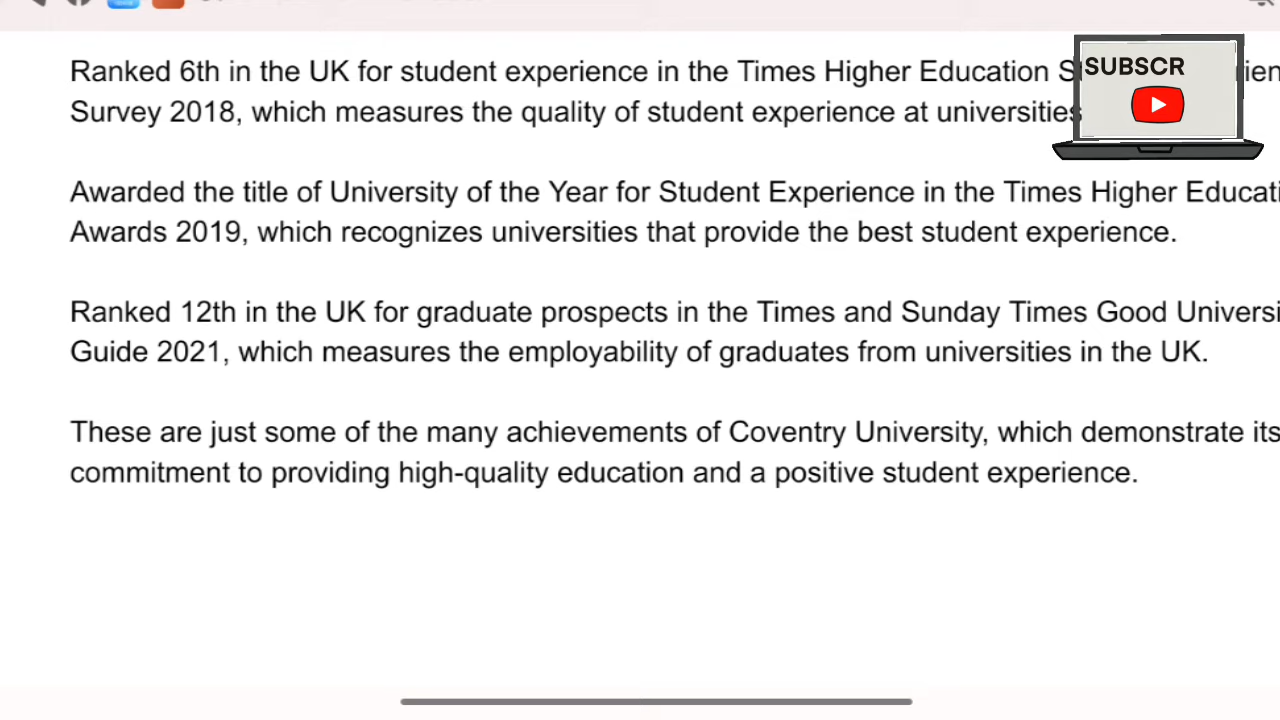 Ranked 6th in the UK for student experience in the Times Higher Education
Survey 2018, which measures the quality of student experience at universities
Awarded the title of University of the Year for Student Experience in the Times Higher
Awards 2019, which recognizes universities that provide the best student experience.
Ranked 12th in the UK for graduate prospects in the Times and Sunday Times Good
Guide 2021, which measures the employability of graduates from universities in the UK.
These are just some of the many achievements of Coventry University, which demonstrate its
commitment to providing high-quality education and a positive student experience.
SUBSCR